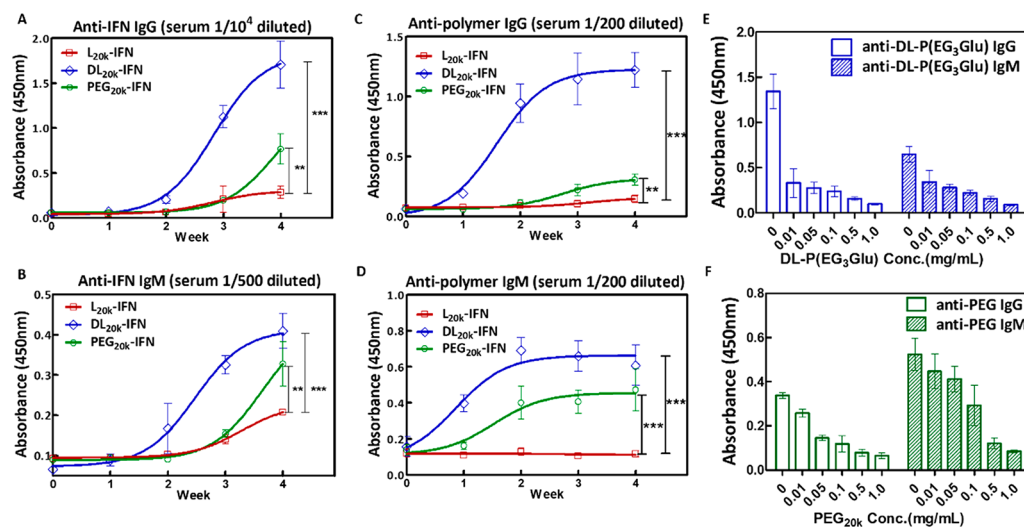 A
Anti-IFN IgG (serum 1/10⁴ diluted)
Absorbance (450nm)
2.0
1.5
1.0
0.5
0.0
L20k-IFN
DL20k-IFN
PEG20k-IFN
***
**
0 1 2 3 4
Week
B
Anti-IFN IgM (serum 1/500 diluted)
Absorbance (450nm)
0.5
0.4
0.3
0.2
0.1
L20k-IFN
DL20k-IFN
PEG20k-IFN
** ***
0 1 2 3 4
Week
C
Anti-polymer IgG (serum 1/200 diluted)
Absorbance (450nm)
1.5
1.0
0.5
0.0
L20k-IFN
DL20k-IFN
PEG20k-IFN
***
**
0 1 2 3 4
Week
D
Anti-polymer IgM (serum 1/200 diluted)
Absorbance (450nm)
1.0
0.8
0.6
0.4
0.2
0.0
L20k-IFN
DL20k-IFN
PEG20k-IFN
***
***
0 1 2 3 4
Week
E
Absorbance (450nm)
2.0
1.5
1.0
0.5
0.0
anti-DL-P(EG3Glu) IgG
anti-DL-P(EG3Glu) IgM
0 0.01 0.05 0.1 0.5 1.0 0 0.01 0.05 0.1 0.5 1.0
DL-P(EG3Glu) Conc.(mg/mL)
F
Absorbance (450nm)
0.8
0.6
0.4
0.2
0.0
anti-PEG IgG
anti-PEG IgM
0 0.01 0.05 0.1 0.5 1.0 0 0.01 0.05 0.1 0.5 1.0
PEG20k Conc.(mg/mL)